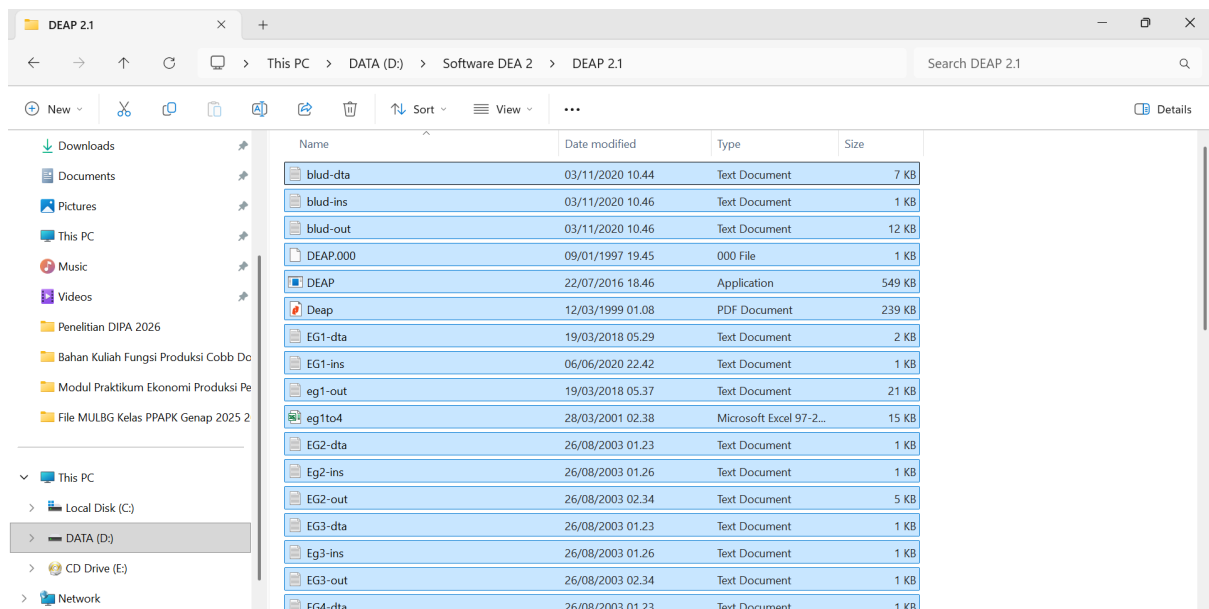 DEAP 2.1
This PC > DATA (D:) > Software DEA 2 > DEAP 2.1
Search DEAP 2.1
New
Sort
View
Details
Downloads
Documents
Pictures
This PC
Music
Videos
Penelitian DIPA 2026
Bahan Kuliah Fungsi Produksi Cobb Do
Modul Praktikum Ekonomi Produksi Pe
File MULBG Kelas PPAPK Genap 2025 2
This PC
Local Disk (C:)
DATA (D:)
CD Drive (E:)
Network
Name Date modified Type Size
blud-dta 03/11/2020 10.44 Text Document 7 KB
blud-ins 03/11/2020 10.46 Text Document 1 KB
blud-out 03/11/2020 10.46 Text Document 12 KB
DEAP.000 09/01/1997 19.45 000 File 1 KB
DEAP 22/07/2016 18.46 Application 549 KB
Deap 12/03/1999 01.08 PDF Document 239 KB
EG1-dta 19/03/2018 05.29 Text Document 2 KB
EG1-ins 06/06/2020 22.42 Text Document 1 KB
eg1-out 19/03/2018 05.37 Text Document 21 KB
eg1to4 28/03/2001 02.38 Microsoft Excel 97-2... 15 KB
EG2-dta 26/08/2003 01.23 Text Document 1 KB
Eg2-ins 26/08/2003 01.26 Text Document 1 KB
EG2-out 26/08/2003 02.34 Text Document 5 KB
EG3-dta 26/08/2003 01.23 Text Document 1 KB
Eg3-ins 26/08/2003 01.26 Text Document 1 KB
EG3-out 26/08/2003 02.34 Text Document 1 KB
EG4-dta 26/08/2003 01.23 Text Document 1 KB